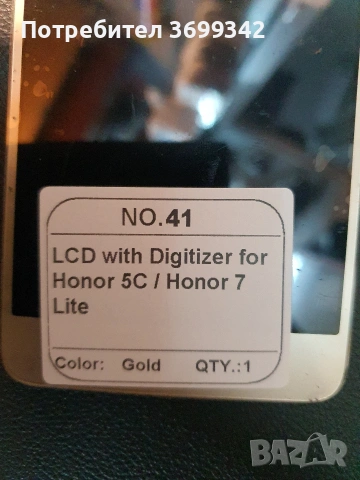 Потребител 3699342
NO.41
LCD with Digitizer for
Honor 5C / Honor 7
Lite
Color: Gold QTY.:1
BAZAR